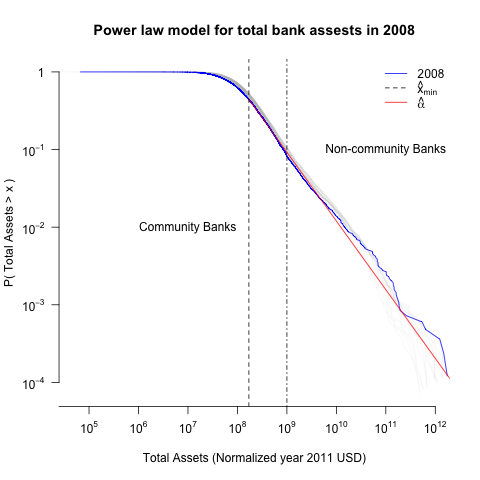 Power law model for total bank assests in 2008
2008
x̂min
α̂
Non-community Banks
Community Banks
P( Total Assets > x )
1
10⁻¹
10⁻²
10⁻³
10⁻⁴
10⁵ 10⁶ 10⁷ 10⁸ 10⁹ 10¹⁰ 10¹¹ 10¹²
Total Assets (Normalized year 2011 USD)